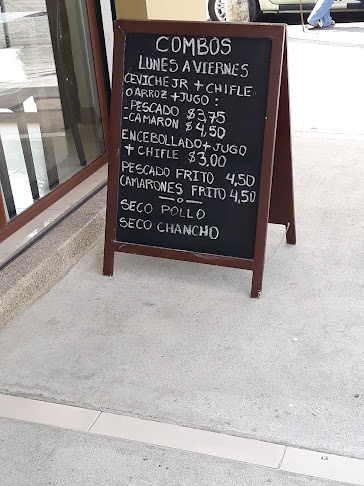 COMBOS
LUNES A VIERNES
CEVICHE JR + CHIFLE
O ARROZ + JUGO :
-PESCADO $3,75
-CAMARÓN $4,50
ENCEBOLLADO + JUGO
+ CHIFLE $3.00
PESCADO FRITO 4,50
CAMARONES FRITO 4,50
— O —
SECO POLLO
SECO CHANCHO